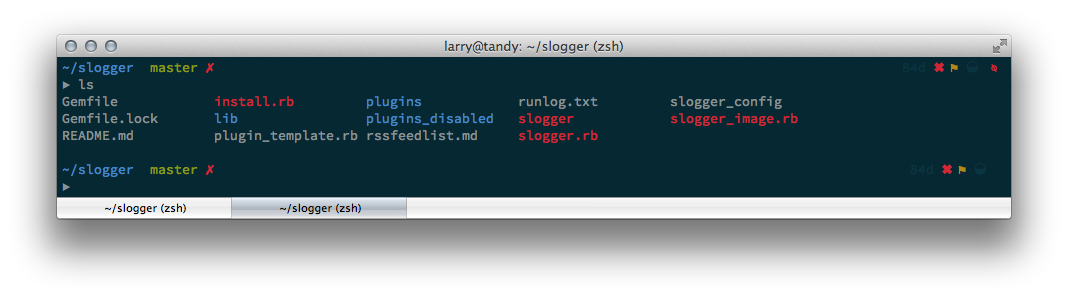 larry@tandy: ~/slogger (zsh)
~/slogger master ✗ 84d ✖ ⚑
▶ ls
Gemfile install.rb plugins runlog.txt slogger_config
Gemfile.lock lib plugins_disabled slogger slogger_image.rb
README.md plugin_template.rb rssfeedlist.md slogger.rb
~/slogger master ✗ 84d ✖ ⚑
▶
~/slogger (zsh) ~/slogger (zsh)